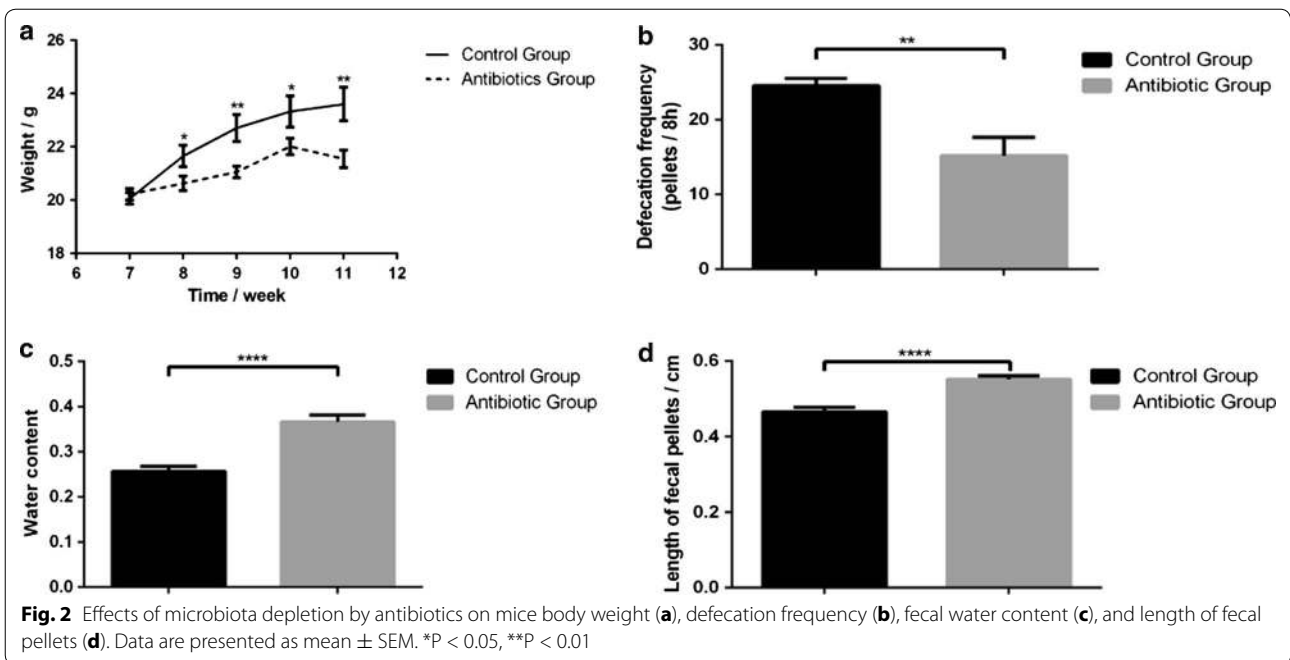 a
26
24
22
20
18
Weight / g
*
**
*
**
6
7
8
9
10
11
12
Time / week
Control Group
Antibiotics Group
b
30
20
10
0
Defecation frequency
(pellets / 8h)
**
Control Group
Antibiotic Group
c
0.5
0.4
0.3
0.2
0.1
0.0
Water content
****
Control Group
Antibiotic Group
d
0.6
0.4
0.2
0.0
Length of fecal pellets / cm
****
Control Group
Antibiotic Group
Fig. 2 Effects of microbiota depletion by antibiotics on mice body weight (a), defecation frequency (b), fecal water content (c), and length of fecal
pellets (d). Data are presented as mean ± SEM. *P < 0.05, **P < 0.01